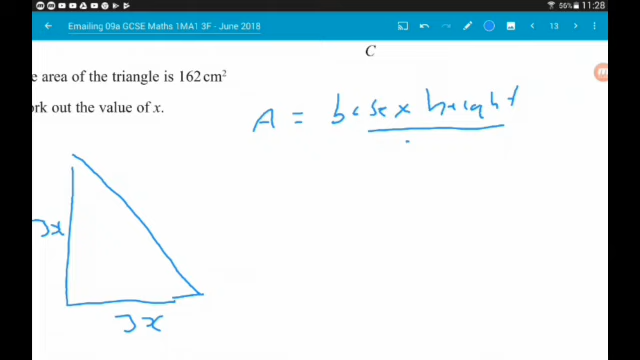 56% 11:28
Emailing 09a GCSE Maths 1MA1 3F - June 2018
13
C
e area of the triangle is 162 cm²
ork out the value of x.
A = base x height
3x
3x